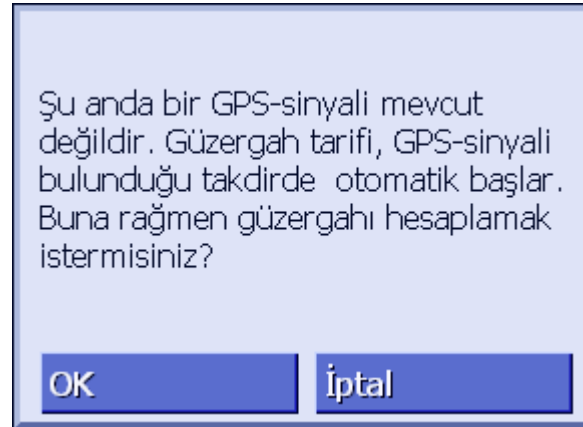 Şu anda bir GPS-sinyali mevcut
değildir. Güzergah tarifi, GPS-sinyali
bulunduğu takdirde  otomatik başlar.
Buna rağmen güzergahı hesaplamak
istermisiniz?
OK
İptal